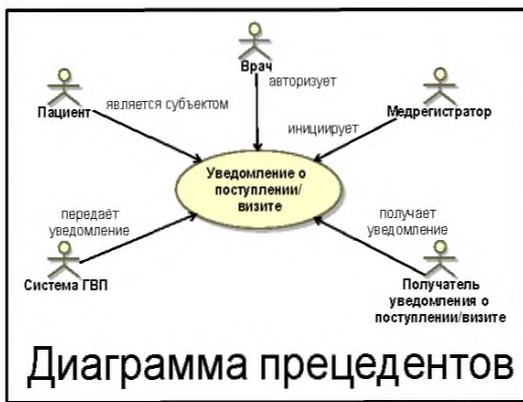 Врач
авторизует
Пациент
является субъектом
инициирует
Медрегистратор
Уведомление о
поступлении/
визите
передаёт
уведомление
получает
уведомление
Система ГВП
Получатель
уведомления о
поступлении/визите
Диаграмма прецедентов